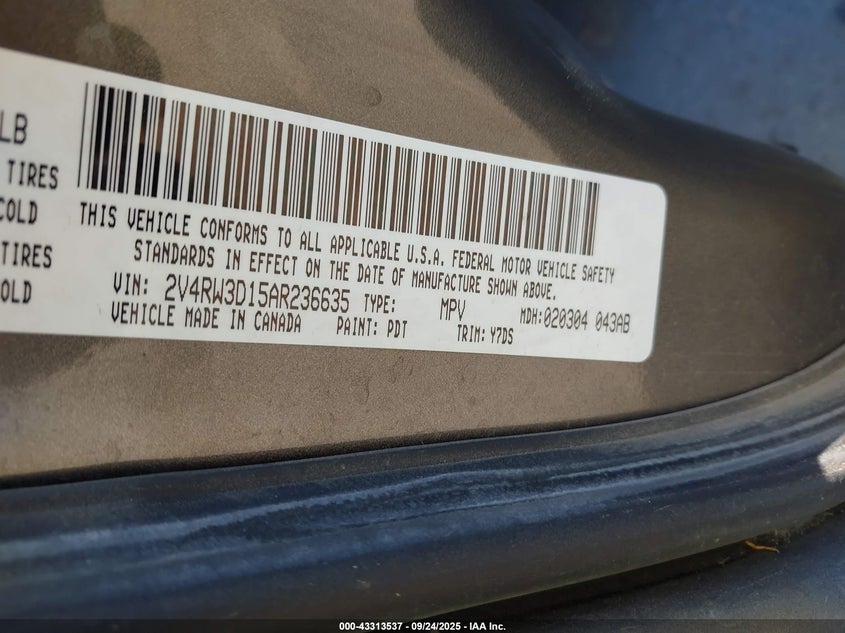 LB
TIRES
COLD
TIRES
OLD
THIS VEHICLE CONFORMS TO ALL APPLICABLE U.S.A. FEDERAL MOTOR VEHICLE SAFETY
STANDARDS IN EFFECT ON THE DATE OF MANUFACTURE SHOWN ABOVE.
VIN: 2V4RW3D15AR236635 TYPE: MPV MDH:020304 043AB
VEHICLE MADE IN CANADA PAINT: PDT TRIM: Y7DS
000-43313537 - 09/24/2025 - IAA Inc.